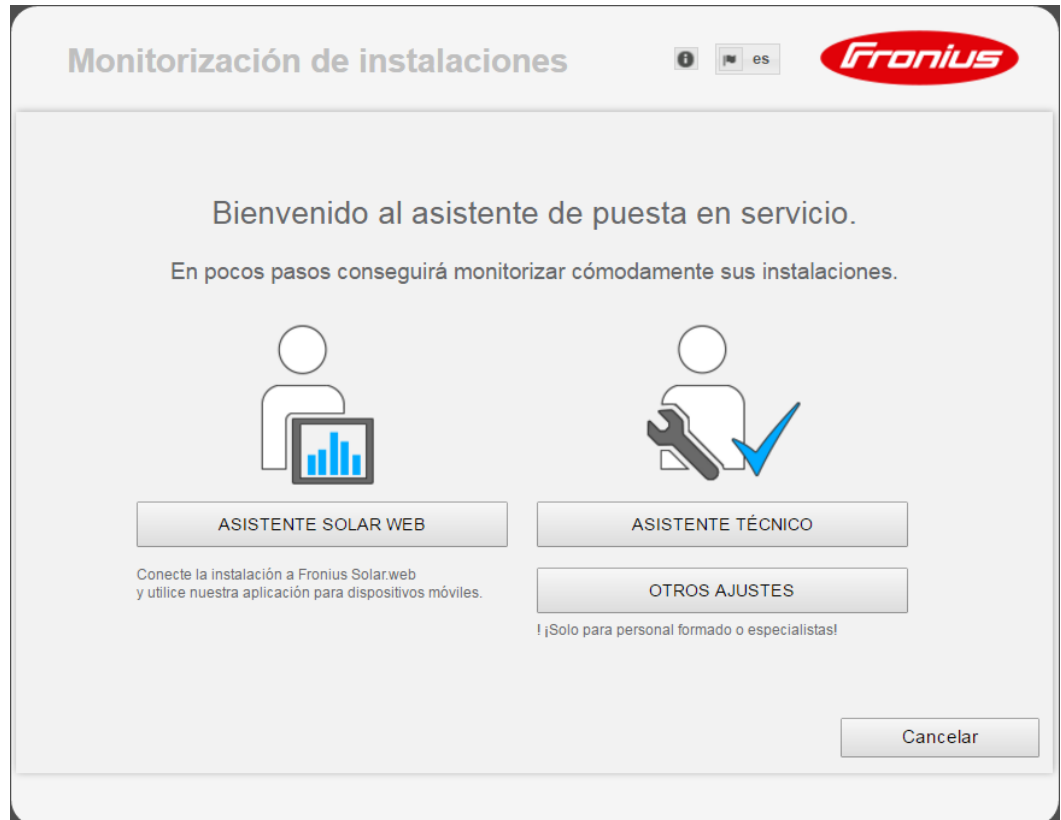 Monitorización de instalaciones
es
Fronius
Bienvenido al asistente de puesta en servicio.
En pocos pasos conseguirá monitorizar cómodamente sus instalaciones.
ASISTENTE SOLAR WEB
Conecte la instalación a Fronius Solar.web
y utilice nuestra aplicación para dispositivos móviles.
ASISTENTE TÉCNICO
OTROS AJUSTES
! ¡Solo para personal formado o especialistas!
Cancelar